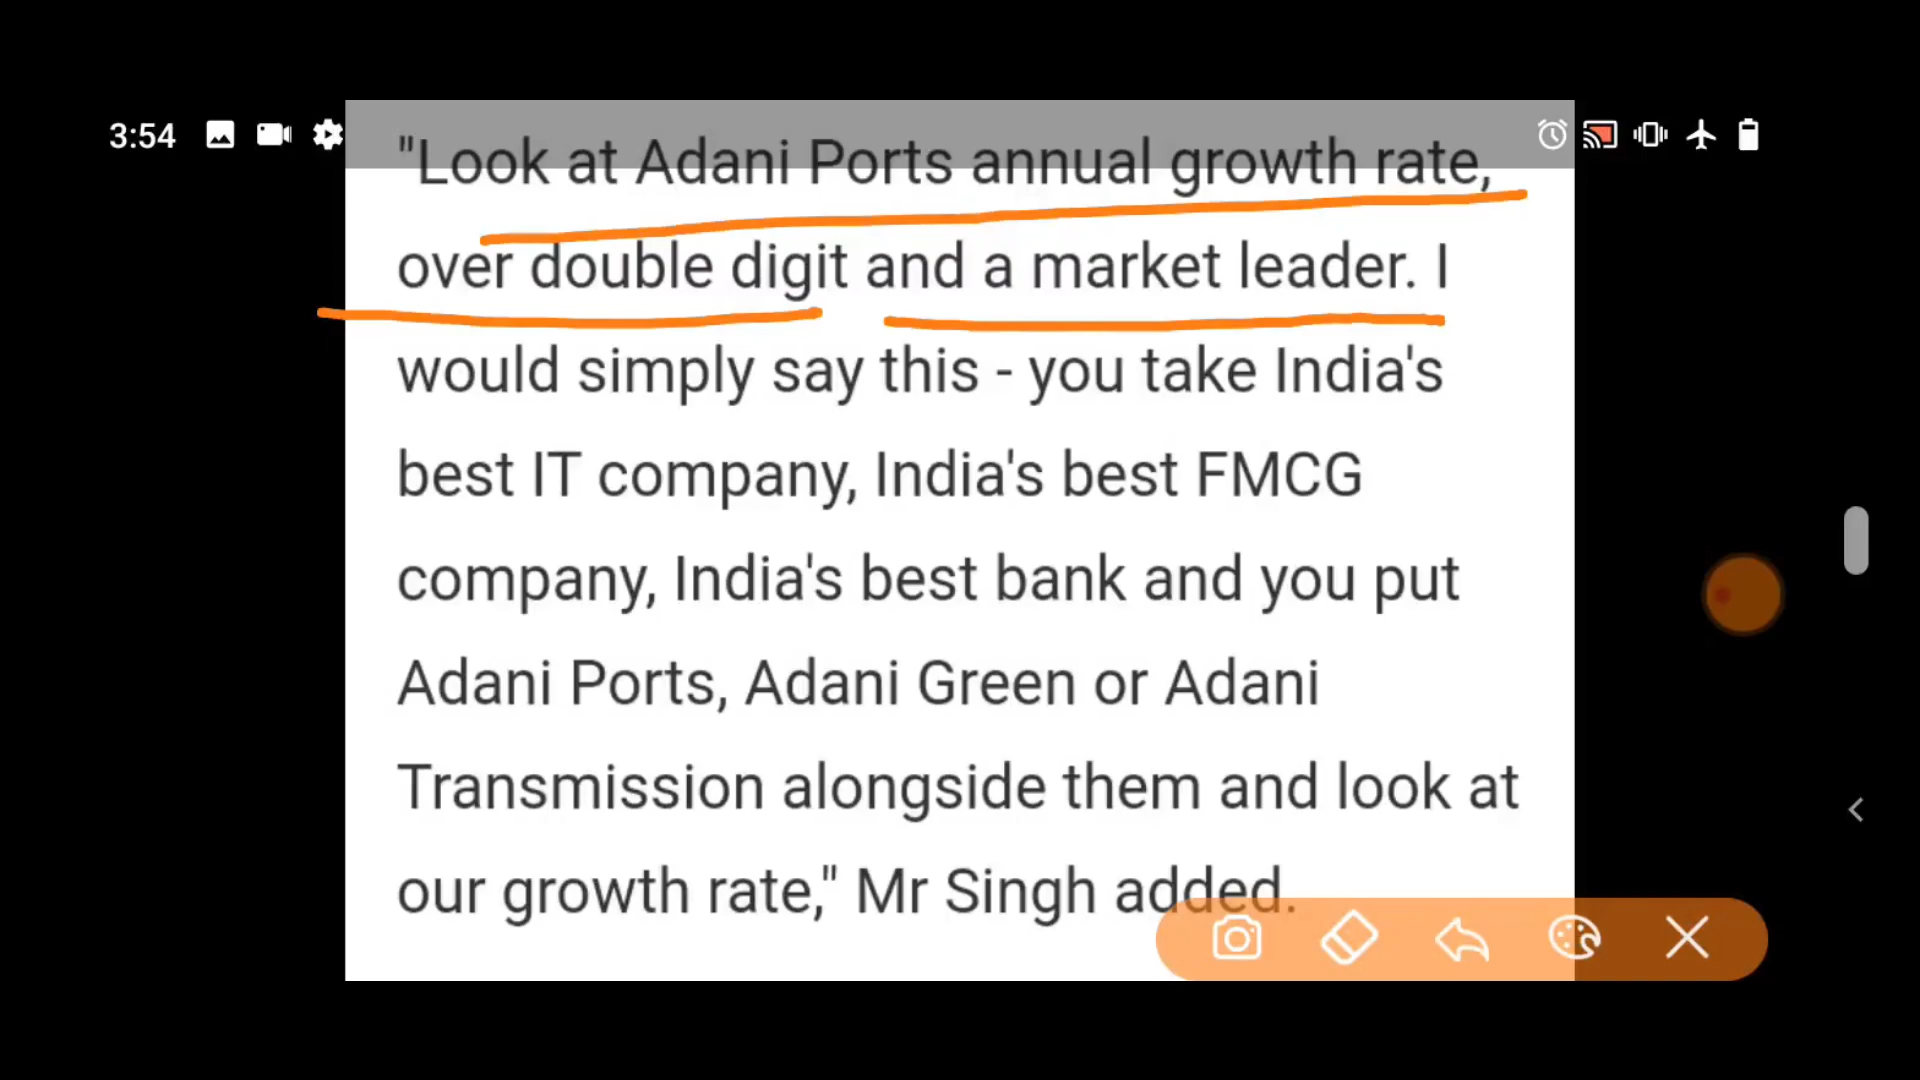 3:54
"Look at Adani Ports annual growth rate,
over double digit and a market leader. I
would simply say this - you take India's
best IT company, India's best FMCG
company, India's best bank and you put
Adani Ports, Adani Green or Adani
Transmission alongside them and look at
our growth rate," Mr Singh added.